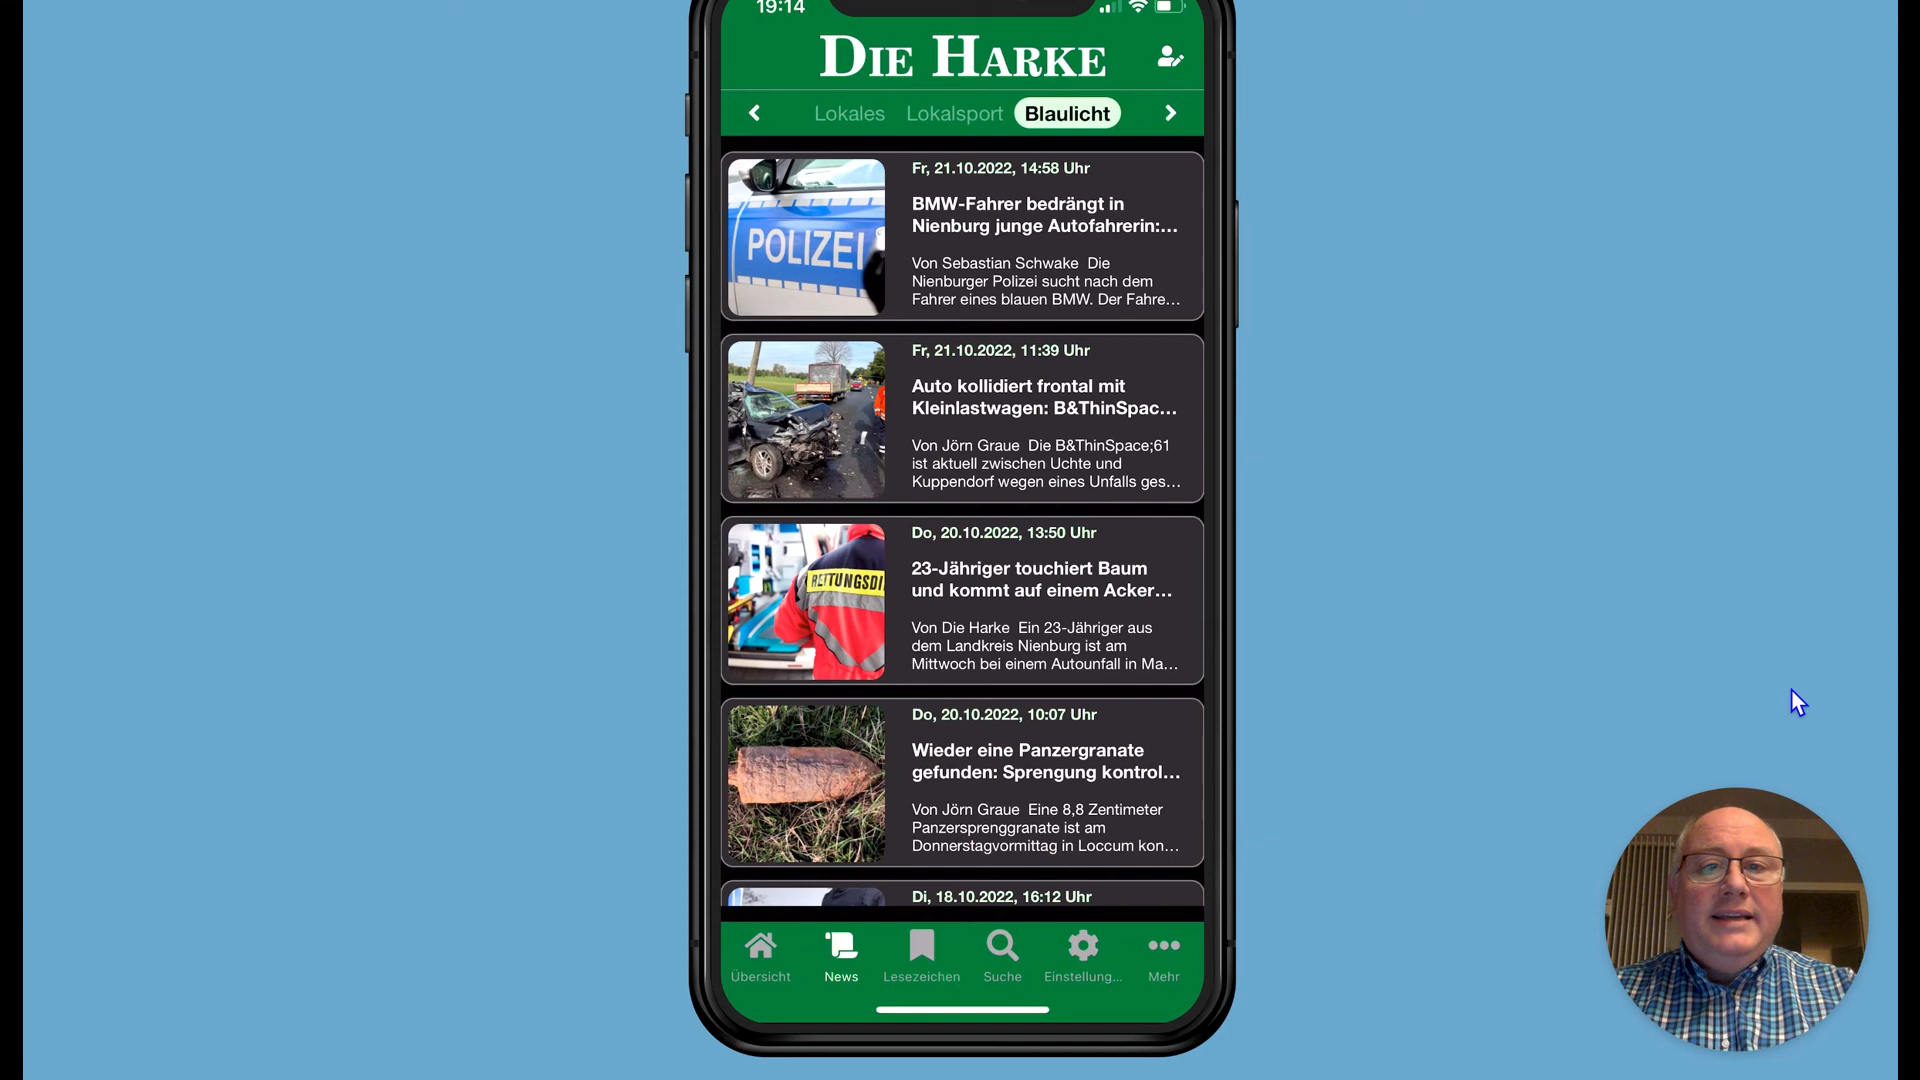 19:14
DIE HARKE
Lokales Lokalsport Blaulicht
Fr, 21.10.2022, 14:58 Uhr
BMW-Fahrer bedrängt in
Nienburg junge Autofahrerin:...
Von Sebastian Schwake Die
Nienburger Polizei sucht nach dem
Fahrer eines blauen BMW. Der Fahre...
POLIZEI
Fr, 21.10.2022, 11:39 Uhr
Auto kollidiert frontal mit
Kleinlastwagen: B&ThinSpac...
Von Jörn Graue Die B&ThinSpace;61
ist aktuell zwischen Uchte und
Kuppendorf wegen eines Unfalls ges...
Do, 20.10.2022, 13:50 Uhr
23-Jähriger touchiert Baum
und kommt auf einem Acker...
Von Die Harke Ein 23-Jähriger aus
dem Landkreis Nienburg ist am
Mittwoch bei einem Autounfall in Ma...
RETTUNGSDI
Do, 20.10.2022, 10:07 Uhr
Wieder eine Panzergranate
gefunden: Sprengung kontrol...
Von Jörn Graue Eine 8,8 Zentimeter
Panzersprenggranate ist am
Donnerstagvormittag in Loccum kon...
Di, 18.10.2022, 16:12 Uhr
Übersicht News Lesezeichen Suche Einstellung... Mehr